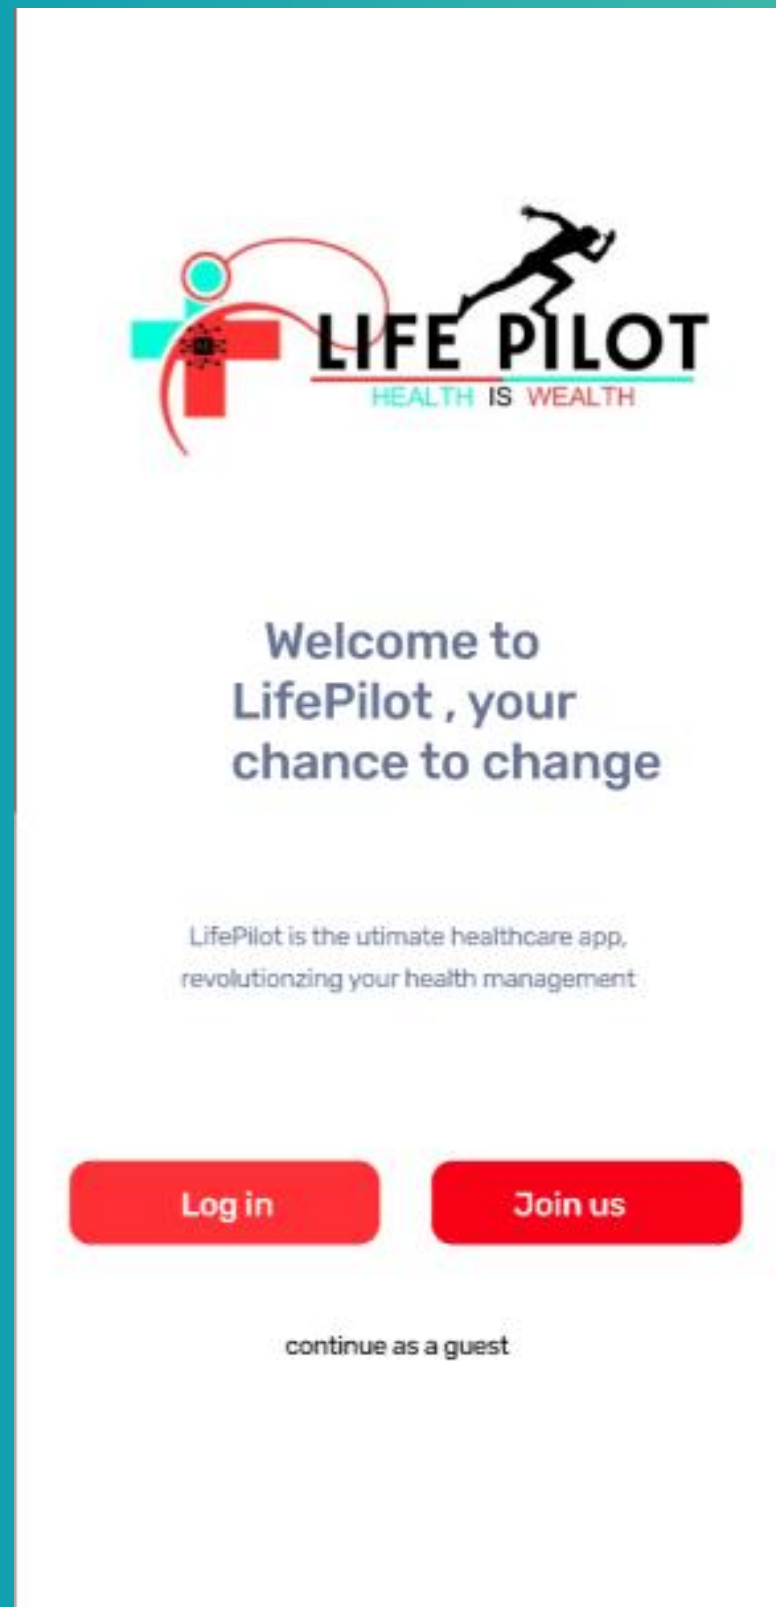 LIFE PILOT
HEALTH IS WEALTH
Welcome to
LifePilot , your
chance to change
LifePilot is the utimate healthcare app,
revolutionzing your health management
Log in
Join us
continue as a guest